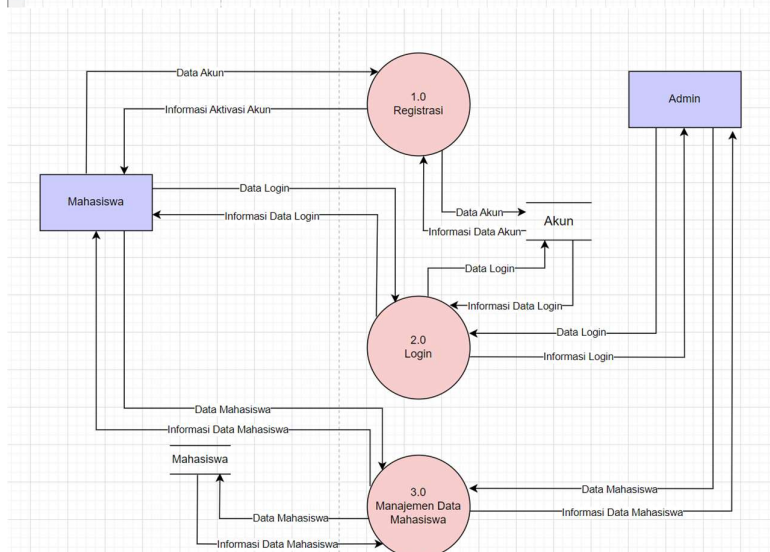 Data Akun
1.0
Registrasi
Admin
Informasi Aktivasi Akun
Mahasiswa
Data Login
Informasi Data Login
Data Akun
Akun
Informasi Data Akun
Data Login
Informasi Data Login
2.0
Login
Data Login
Informasi Login
Data Mahasiswa
Informasi Data Mahasiswa
Mahasiswa
3.0
Manajemen Data
Mahasiswa
Data Mahasiswa
Informasi Data Mahasiswa
Data Mahasiswa
Informasi Data Mahasiswa